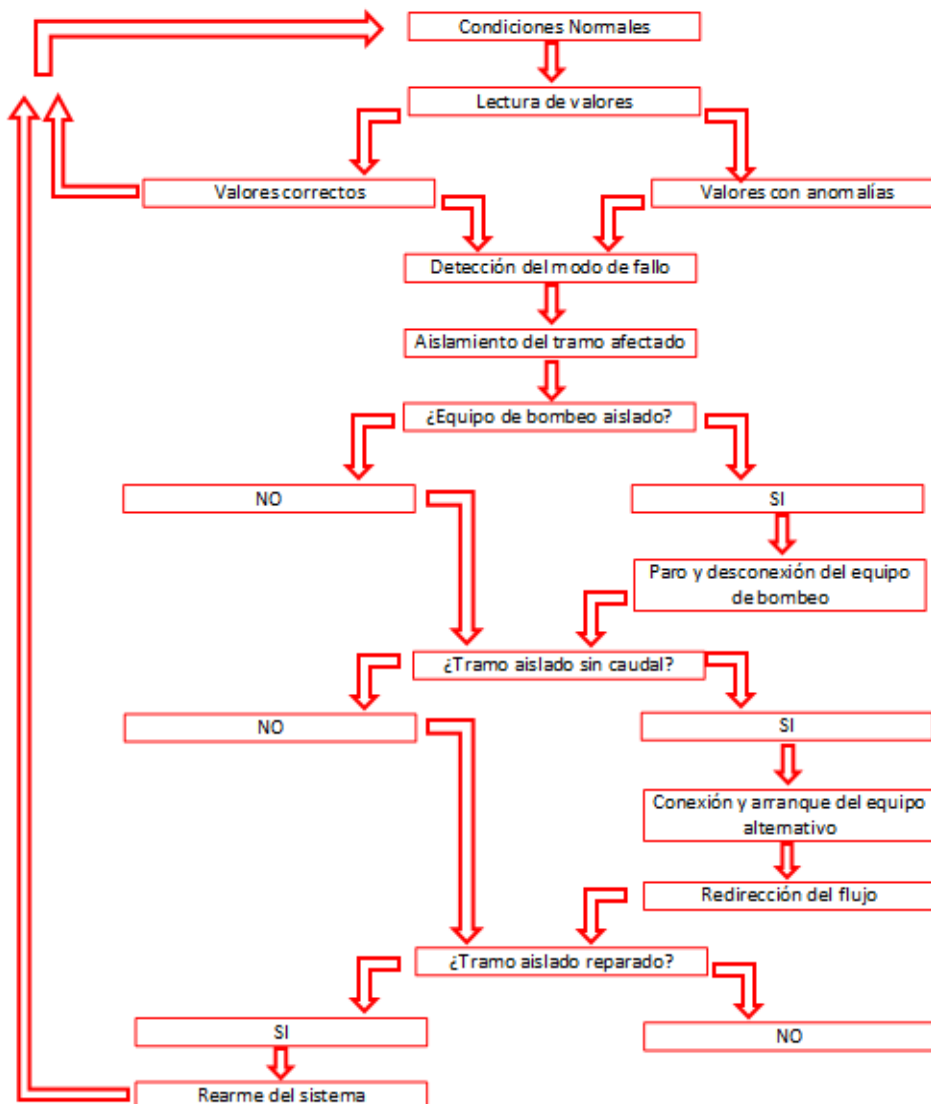 Condiciones Normales
Lectura de valores
Valores correctos
Valores con anomalías
Detección del modo de fallo
Aislamiento del tramo afectado
¿Equipo de bombeo aislado?
NO
SI
Paro y desconexión del equipo
de bombeo
¿Tramo aislado sin caudal?
NO
SI
Conexión y arranque del equipo
alternativo
Redirección del flujo
¿Tramo aislado reparado?
SI
NO
Rearme del sistema